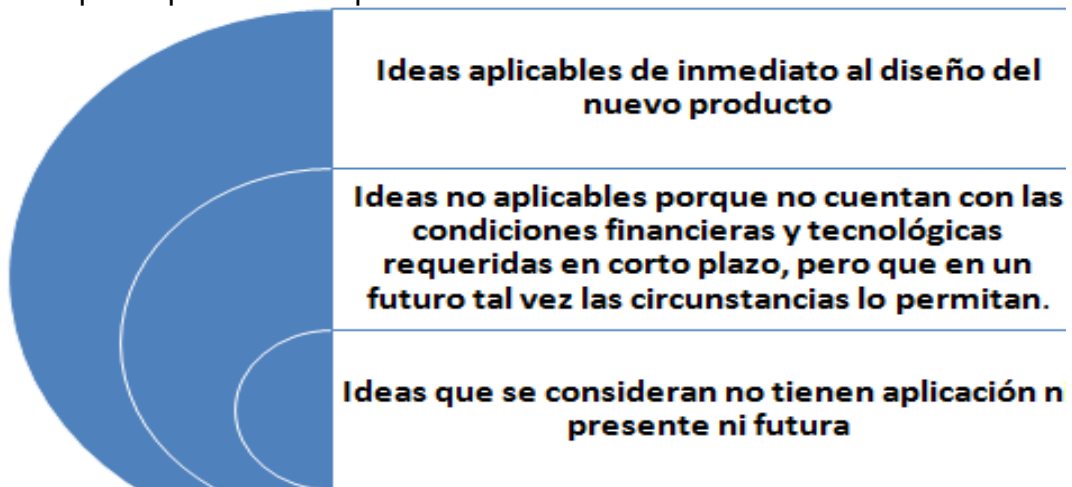 Ideas aplicables de inmediato al diseño del
nuevo producto
Ideas no aplicables porque no cuentan con las
condiciones financieras y tecnológicas
requeridas en corto plazo, pero que en un
futuro tal vez las circunstancias lo permitan.
Ideas que se consideran no tienen aplicación ni
presente ni futura